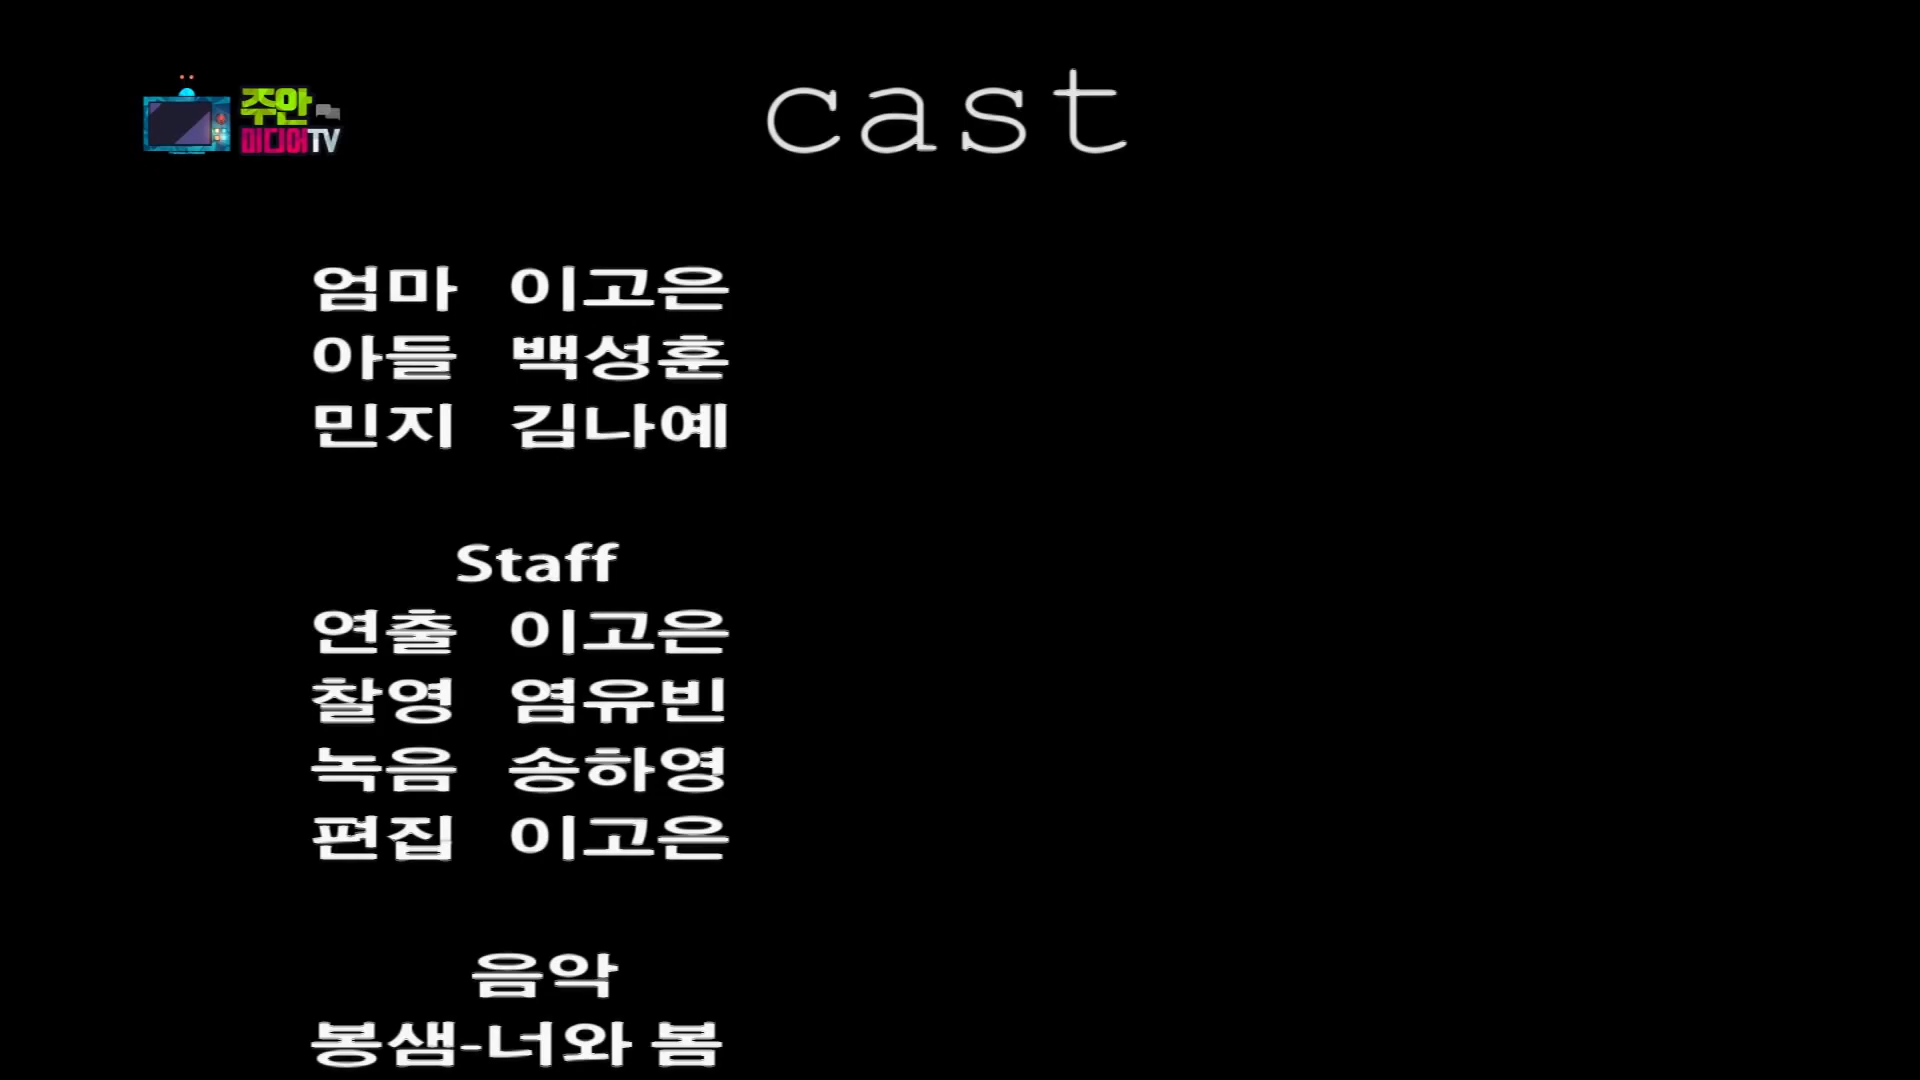 주안
미디어TV
cast
엄마 이고은
아들 백성훈
민지 김나예
Staff
연출 이고은
촬영 염유빈
녹음 송하영
편집 이고은
음악
봉샘-너와 봄